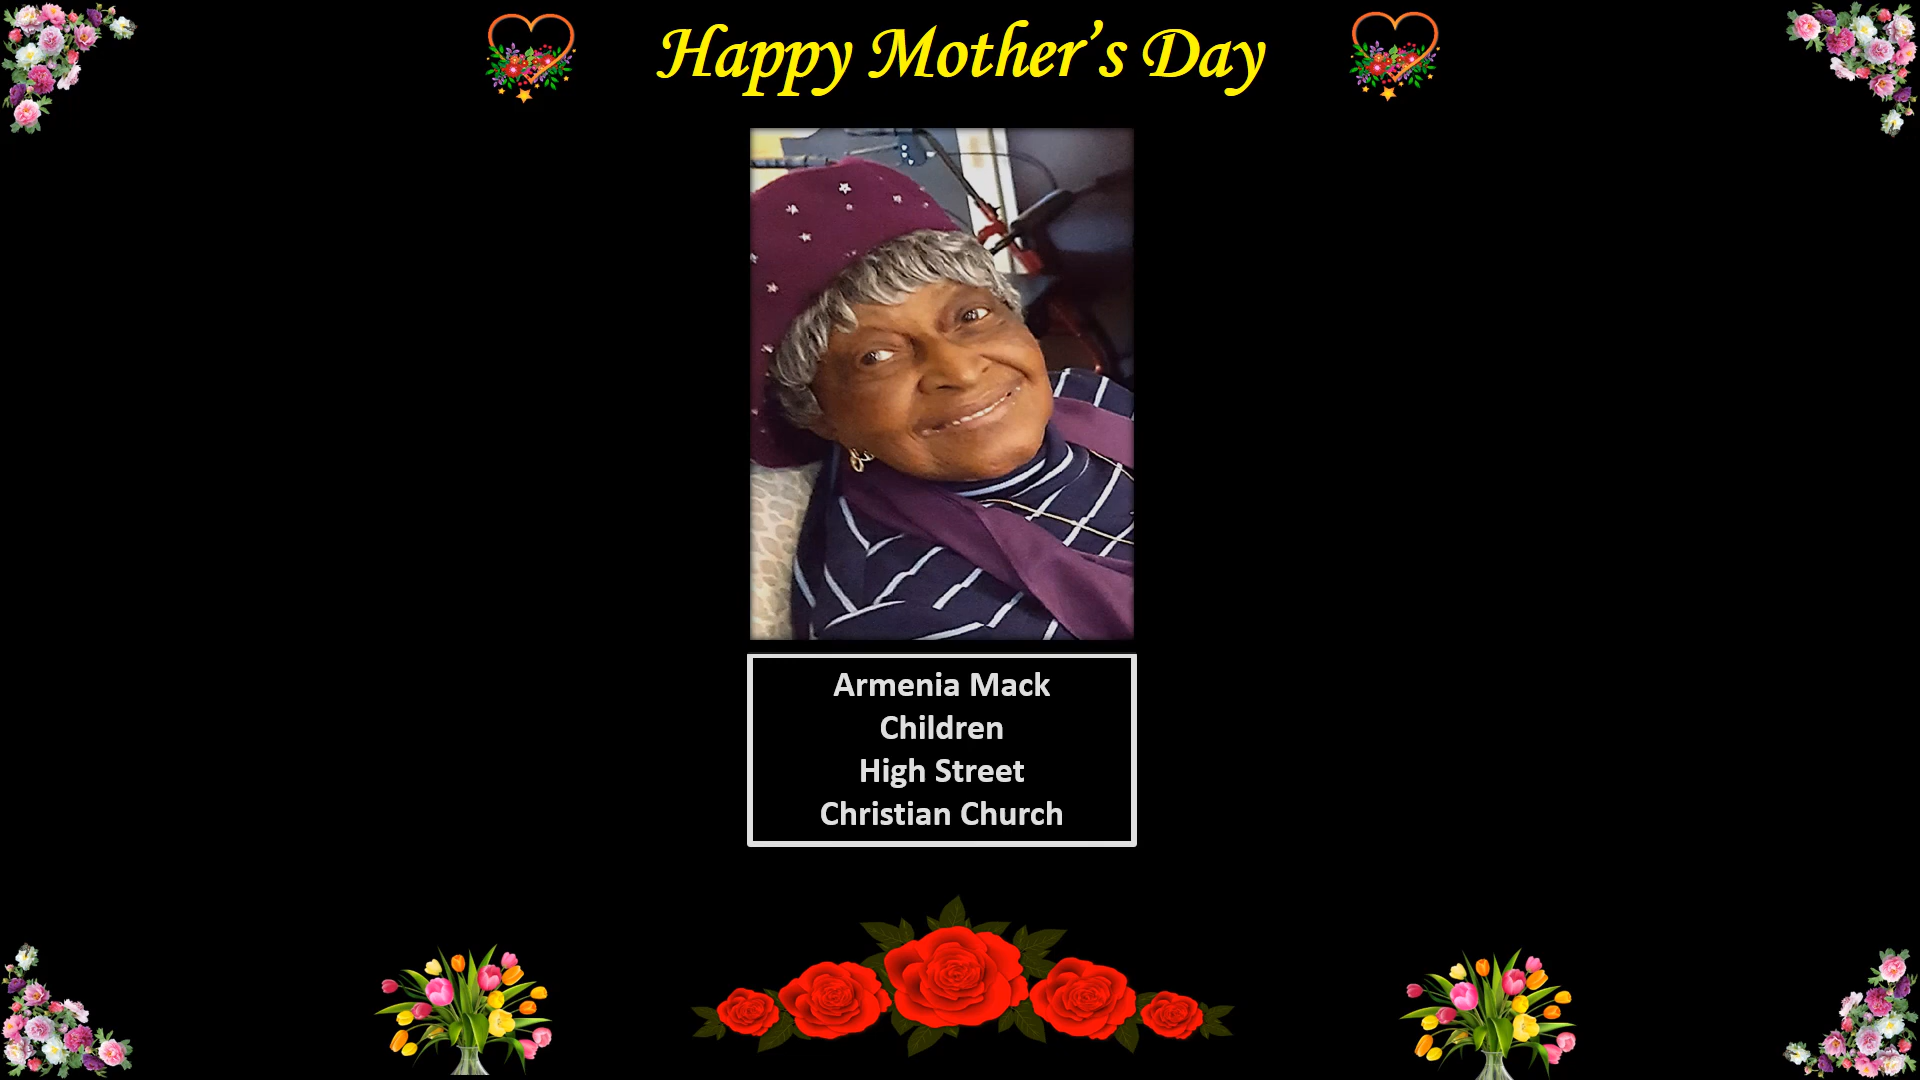 Happy Mother's Day
Armenia Mack
Children
High Street
Christian Church